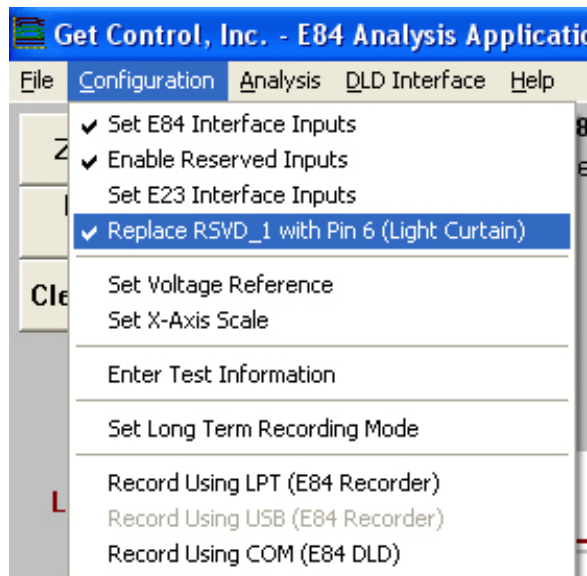 Get Control, Inc. - E84 Analysis
File Configuration Analysis DLD Interface Help
Set E84 Interface Inputs
Enable Reserved Inputs
Set E23 Interface Inputs
Replace RSVD_1 with Pin 6 (Light Curtain)
Set Voltage Reference
Set X-Axis Scale
Enter Test Information
Set Long Term Recording Mode
Record Using LPT (E84 Recorder)
Record Using USB (E84 Recorder)
Record Using COM (E84 DLD)